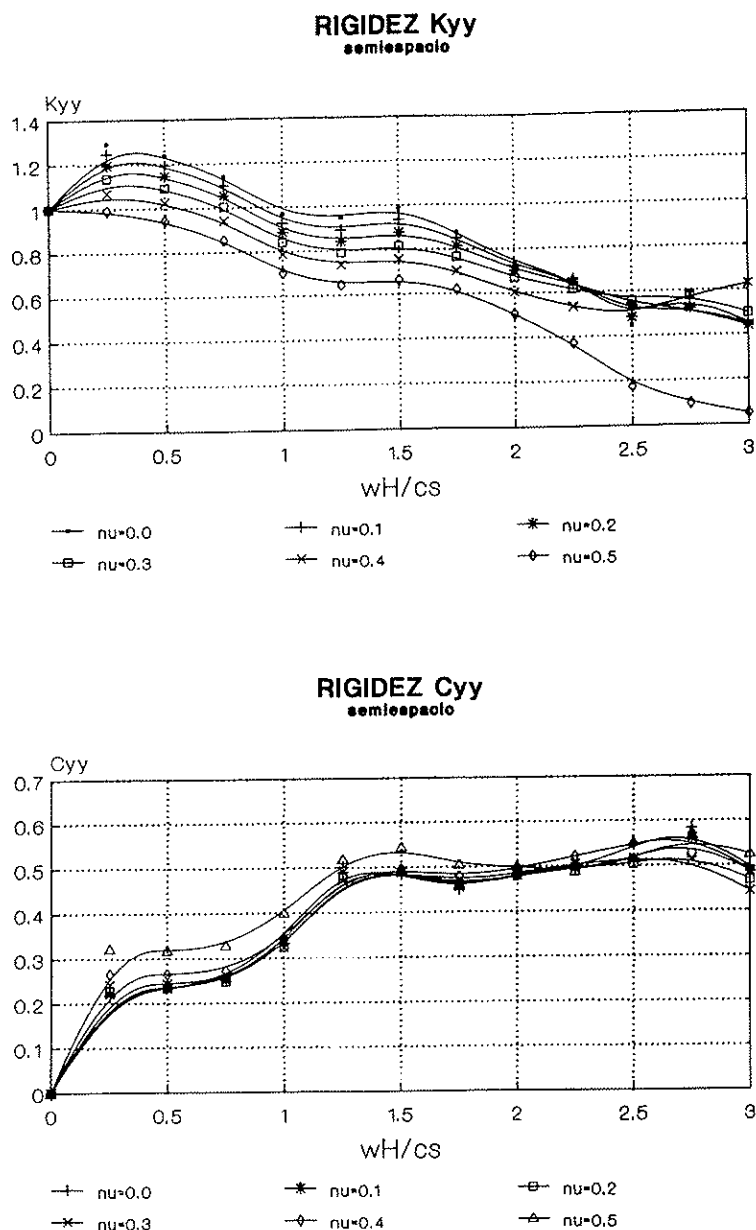 RIGIDEZ Kyy
semiespacio
Kyy
1.4
1.2
1
0.8
0.6
0.4
0.2
0
0 0.5 1 1.5 2 2.5 3
wH/cs
nu=0.0 nu=0.1 nu=0.2
nu=0.3 nu=0.4 nu=0.5
RIGIDEZ Cyy
semiespacio
Cyy
0.7
0.6
0.5
0.4
0.3
0.2
0.1
0
0 0.5 1 1.5 2 2.5 3
wH/cs
nu=0.0 nu=0.1 nu=0.2
nu=0.3 nu=0.4 nu=0.5